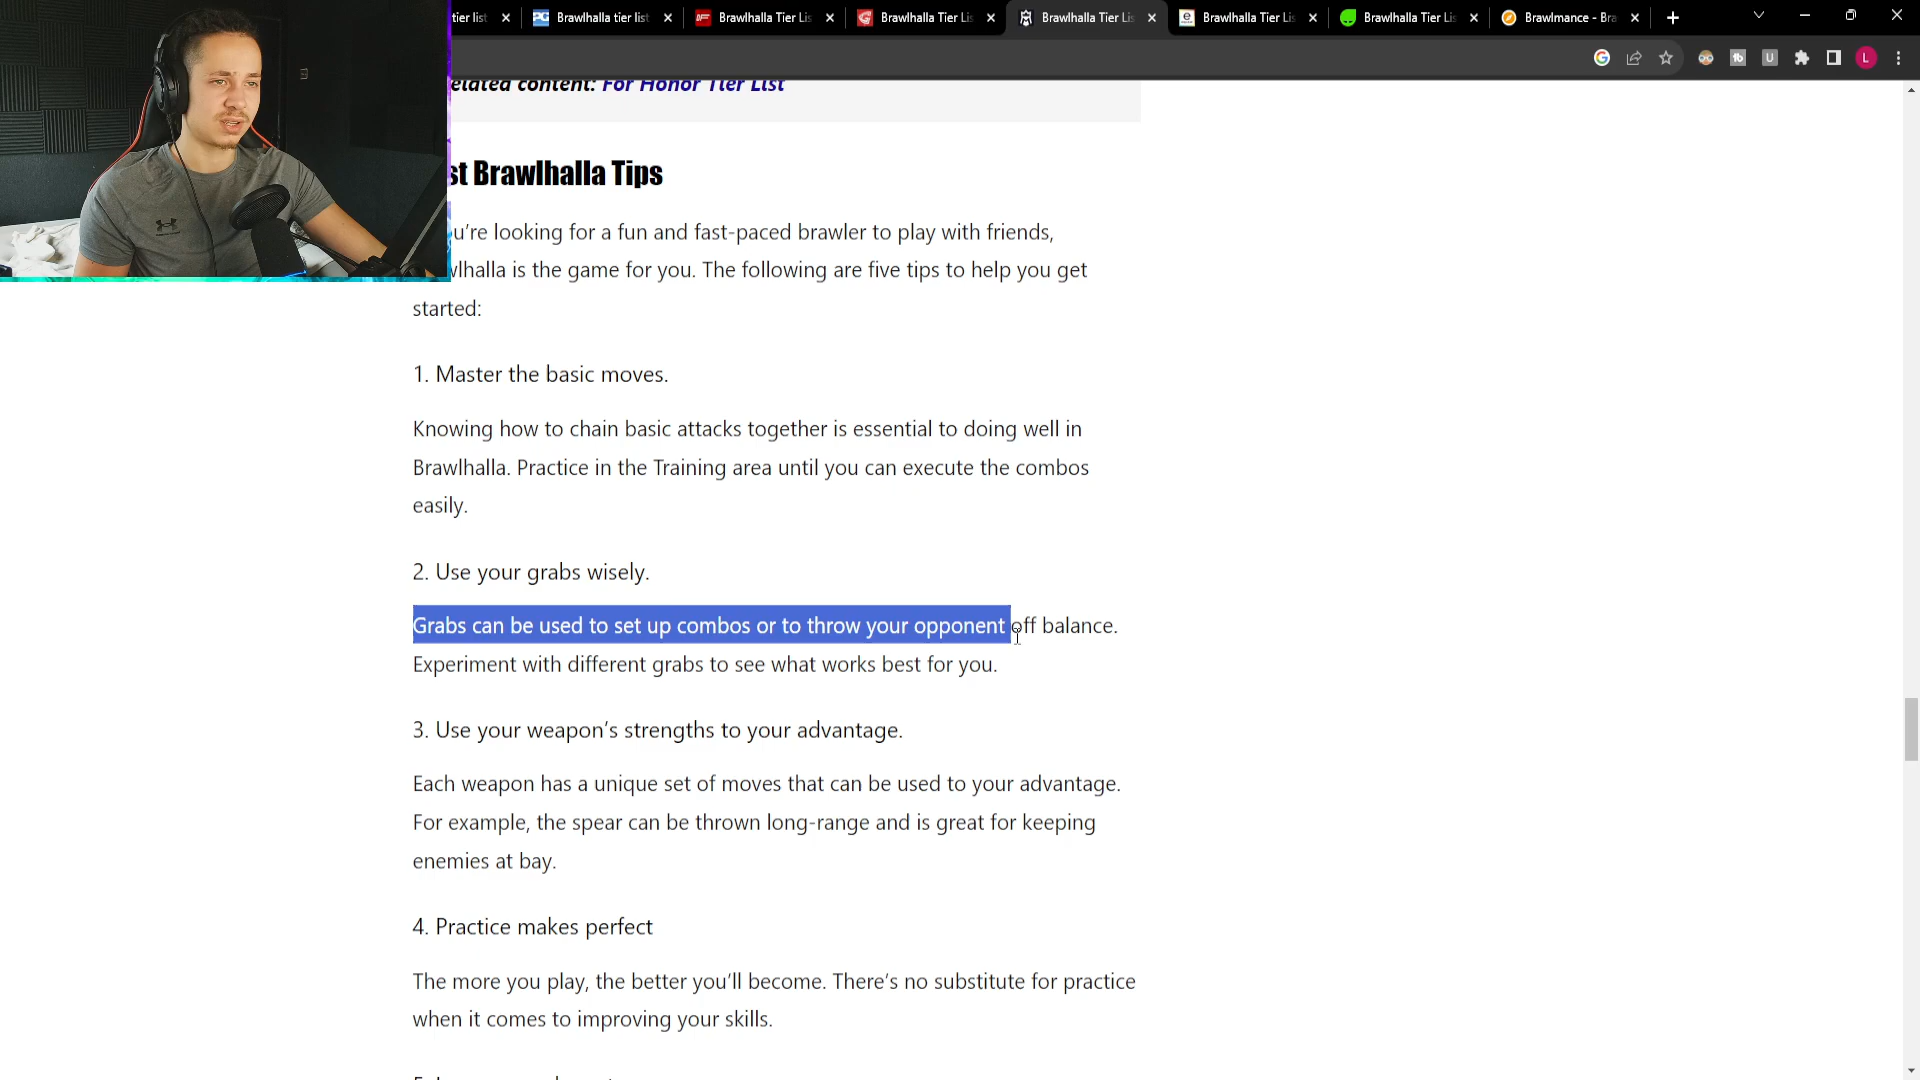 tier list
Brawlhalla tier list
Brawlhalla Tier Lis
Brawlhalla Tier Lis
Brawlhalla Tier Lis
Brawlhalla Tier Lis
Brawlhalla Tier Lis
Brawlmance - Bra
U
L
elated content: For Honor Tier List
st Brawlhalla Tips
u're looking for a fun and fast-paced brawler to play with friends,
wlhalla is the game for you. The following are five tips to help you get
started:
1. Master the basic moves.
Knowing how to chain basic attacks together is essential to doing well in
Brawlhalla. Practice in the Training area until you can execute the combos
easily.
2. Use your grabs wisely.
Grabs can be used to set up combos or to throw your opponent off balance.
Experiment with different grabs to see what works best for you.
3. Use your weapon’s strengths to your advantage.
Each weapon has a unique set of moves that can be used to your advantage.
For example, the spear can be thrown long-range and is great for keeping
enemies at bay.
4. Practice makes perfect
The more you play, the better you’ll become. There’s no substitute for practice
when it comes to improving your skills.